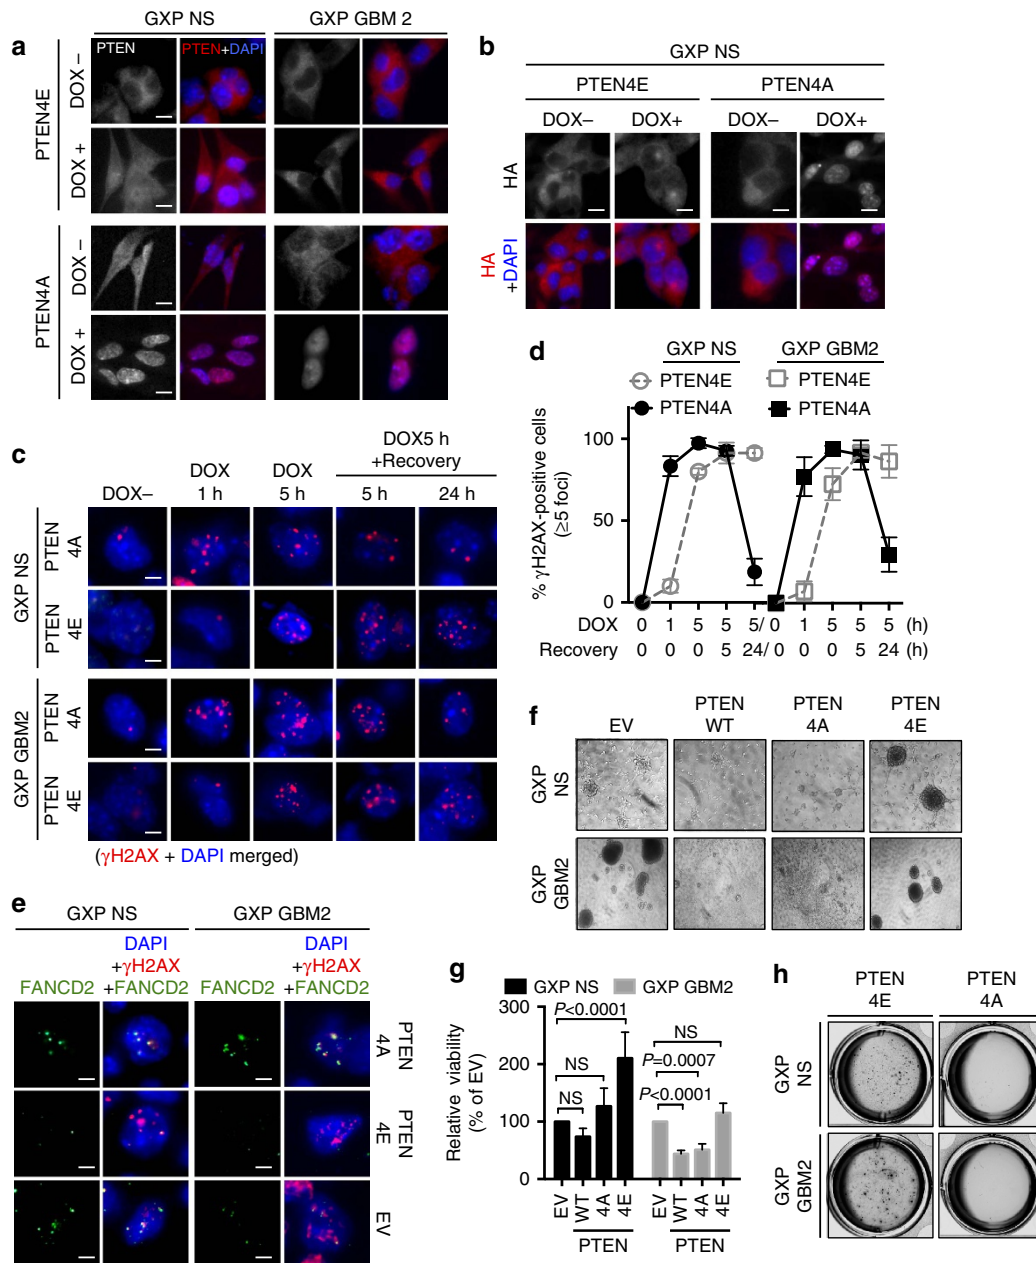 a
GXP NS
GXP GBM 2
PTEN
PTEN+DAPI
PTEN4E
DOX –
DOX +
PTEN4A
DOX –
DOX +
b
GXP NS
PTEN4E
PTEN4A
DOX–
DOX+
DOX–
DOX+
HA
HA
+DAPI
c
DOX5 h
+Recovery
DOX–
DOX
1 h
DOX
5 h
5 h
24 h
GXP NS
PTEN
4A
PTEN
4E
GXP GBM2
PTEN
4A
PTEN
4E
(γH2AX + DAPI merged)
d
GXP NS
GXP GBM2
PTEN4E
PTEN4E
PTEN4A
PTEN4A
% γH2AX-positive cells
(≥5 foci)
100
50
0
DOX 0 1 5 5 5/ 0 1 5 5 5 (h)
Recovery 0 0 0 5 24/ 0 0 0 5 24 (h)
e
GXP NS
GXP GBM2
FANCD2
DAPI
+γH2AX
+FANCD2
FANCD2
DAPI
+γH2AX
+FANCD2
PTEN
4A
PTEN
4E
EV
f
EV
PTEN
WT
PTEN
4A
PTEN
4E
GXP
NS
GXP
GBM2
g
GXP NS
GXP GBM2
Relative viability
(% of EV)
300
200
100
0
P<0.0001
NS
NS
NS
P=0.0007
P<0.0001
EV WT 4A 4E EV WT 4A 4E
PTEN PTEN
h
PTEN
4E
PTEN
4A
GXP
NS
GXP
GBM2